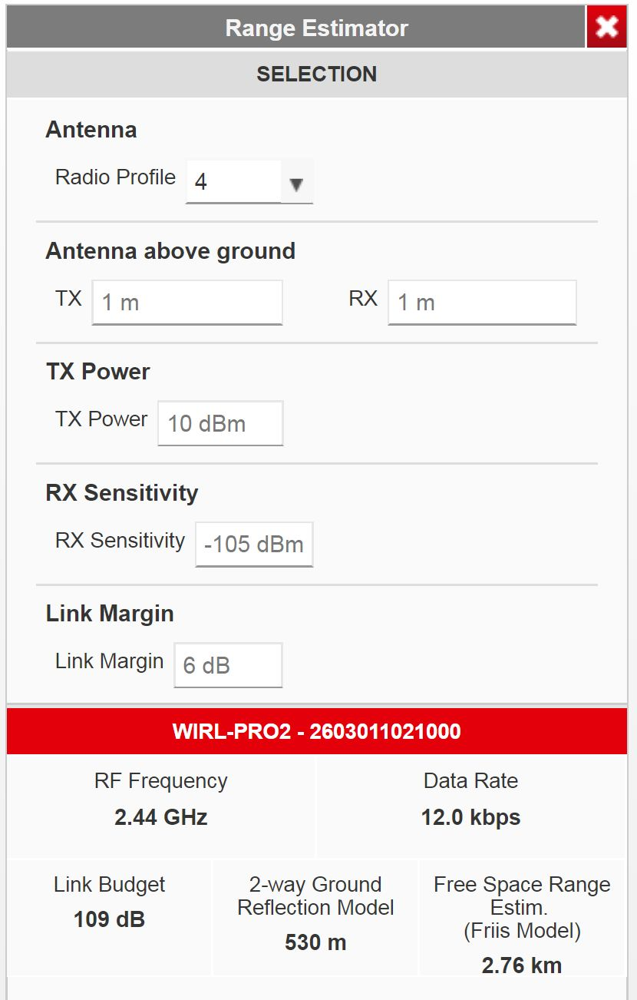 Range Estimator
SELECTION
Antenna
Radio Profile 4
Antenna above ground
TX 1 m RX 1 m
TX Power
TX Power 10 dBm
RX Sensitivity
RX Sensitivity -105 dBm
Link Margin
Link Margin 6 dB
WIRL-PRO2 - 2603011021000
RF Frequency
2.44 GHz
Data Rate
12.0 kbps
Link Budget
109 dB
2-way Ground
Reflection Model
530 m
Free Space Range
Estim.
(Friis Model)
2.76 km